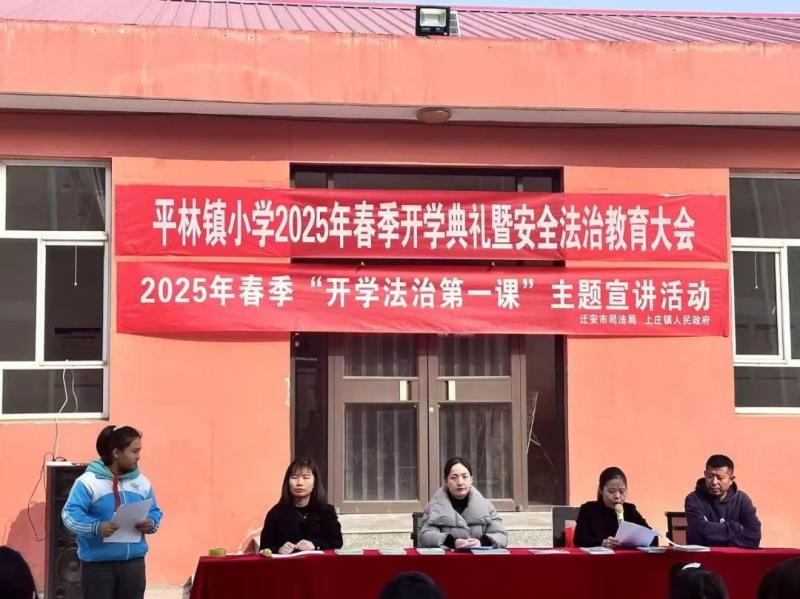 平林镇小学2025年春季开学典礼暨安全法治教育大会
2025年春季“开学法治第一课”主题宣讲活动
迁安市司法局 上庄镇人民政府